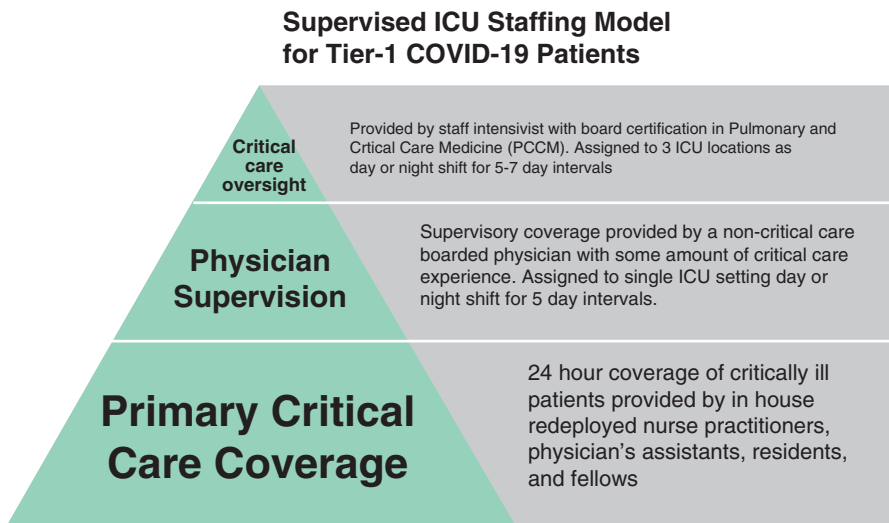 Supervised ICU Staffing Model
for Tier-1 COVID-19 Patients
Critical
care
oversight
Provided by staff intensivist with board certification in Pulmonary and
Crtical Care Medicine (PCCM). Assigned to 3 ICU locations as
day or night shift for 5-7 day intervals
Physician
Supervision
Supervisory coverage provided by a non-critical care
boarded physician with some amount of critical care
experience. Assigned to single ICU setting day or
night shift for 5 day intervals.
Primary Critical
Care Coverage
24 hour coverage of critically ill
patients provided by in house
redeployed nurse practitioners,
physician's assistants, residents,
and fellows